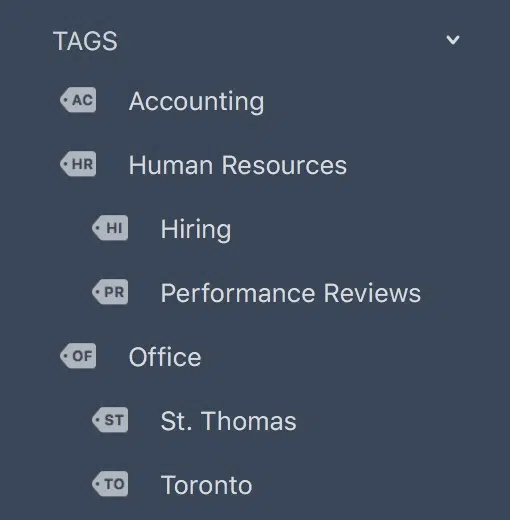 TAGS
AC Accounting
HR Human Resources
HI Hiring
PR Performance Reviews
OF Office
ST St. Thomas
TO Toronto